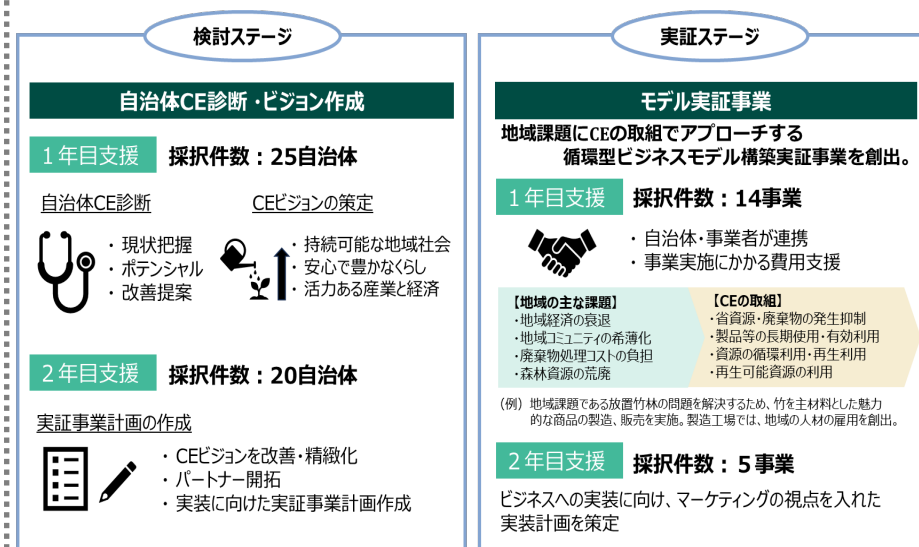 検討ステージ
自治体CE診断・ビジョン作成
1年目支援 採択件数:25自治体
自治体CE診断
・現状把握
・ポテンシャル
・改善提案
CEビジョンの策定
・持続可能な地域社会
・安心で豊かなくらし
・活力ある産業と経済
2年目支援 採択件数:20自治体
実証事業計画の作成
・CEビジョンを改善・精緻化
・パートナー開拓
・実装に向けた実証事業計画作成
実証ステージ
モデル実証事業
地域課題にCEの取組でアプローチする
循環型ビジネスモデル構築実証事業を創出。
1年目支援 採択件数:14事業
・自治体・事業者が連携
・事業実施にかかる費用支援
【地域の主な課題】
・地域経済の衰退
・地域コミュニティの希薄化
・廃棄物処理コストの負担
・森林資源の荒廃
【CEの取組】
・省資源・廃棄物の発生抑制
・製品等の長期使用・有効利用
・資源の循環利用・再生利用
・再生可能資源の利用
(例) 地域課題である放置竹林の問題を解決するため、竹を主材料とした魅力
的な商品の製造、販売を実施。製造工場では、地域の人材の雇用を創出。
2年目支援 採択件数:5事業
ビジネスへの実装に向け、マーケティングの視点を入れた
実装計画を策定